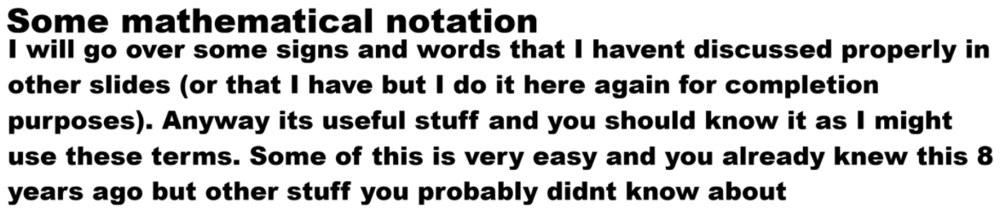 Some mathematical notation
I will go over some signs and words that I havent discussed properly in
other slides (or that I have but I do it here again for completion
purposes). Anyway its useful stuff and you should know it as I might
use these terms. Some of this is very easy and you already knew this 8
years ago but other stuff you probably didnt know about